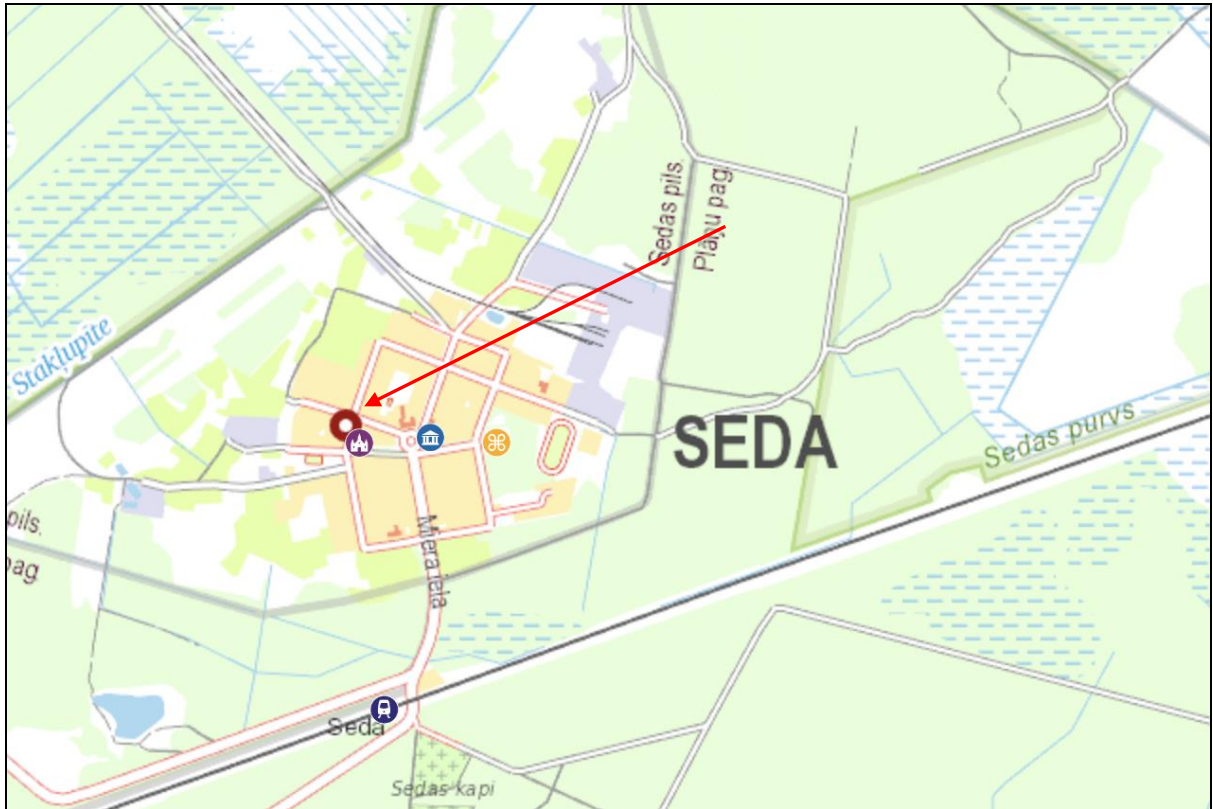 Sedas pils.
Plāņu pag.
Stakļupīte
SEDA
Sedas purvs
pils.
pag
Miera iela
Seda
Sedas kapi